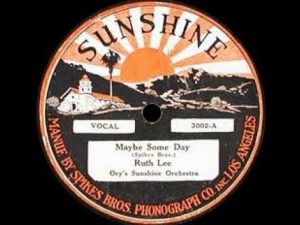 SUNSHINE
VOCAL
3002-A
Maybe Some Day
(Spikes Bros.)
Ruth Lee
Ory's Sunshine Orchestra
MANUF'D BY SPIKES BROS. PHONOGRAPH CO. INC. LOS ANGELES